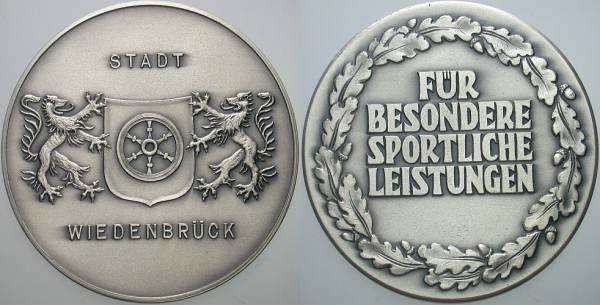 STADT
WIEDENBRÜCK
FÜR
BESONDERE
SPORTLICHE
LEISTUNGEN